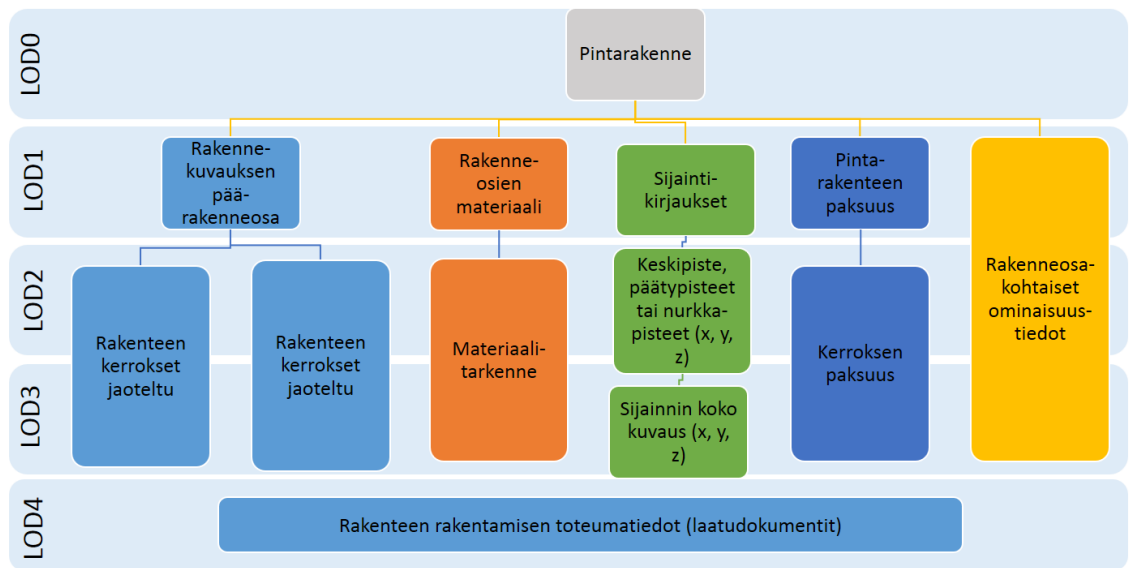 LOD0
Pintarakenne
LOD1
Rakenne-
kuvauksen
pää-
rakenneosa
Rakenne-
osien
materiaali
Sijainti-
kirjaukset
Pinta-
rakenteen
paksuus
Rakenneosa-
kohtaiset
ominaisuus-
tiedot
LOD2
Rakenteen
kerrokset
jaoteltu
Rakenteen
kerrokset
jaoteltu
Materiaali-
tarkenne
Keskipiste,
päätypisteet
tai nurkka-
pisteet (x, y,
z)
Kerroksen
paksuus
LOD3
Sijainnin koko
kuvaus (x, y,
z)
LOD4
Rakenteen rakentamisen toteumatiedot (laatudokumentit)